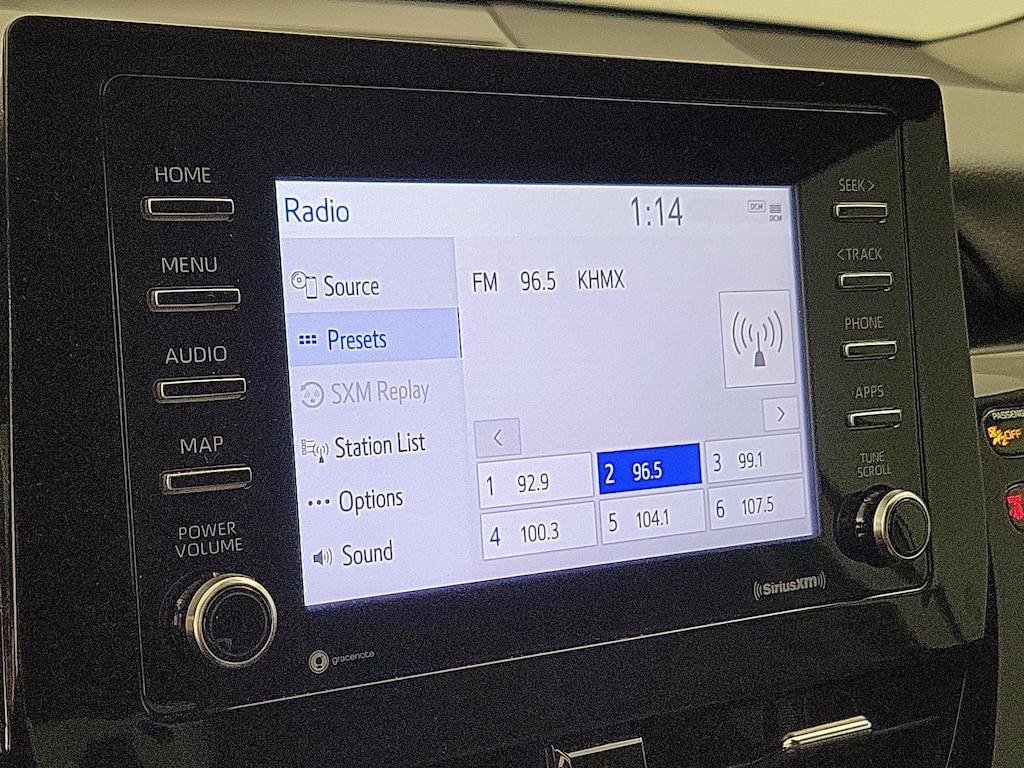 HOME
MENU
AUDIO
MAP
POWER
VOLUME
Radio
1:14
DCM
DCM
Source
Presets
SXM Replay
Station List
Options
Sound
FM 96.5 KHMX
<
>
1 92.9
2 96.5
3 99.1
4 100.3
5 104.1
6 107.5
SEEK>
<TRACK
PHONE
APPS
TUNE
SCROLL
((SiriusXM))
g gracenote
PASSENG
OFF